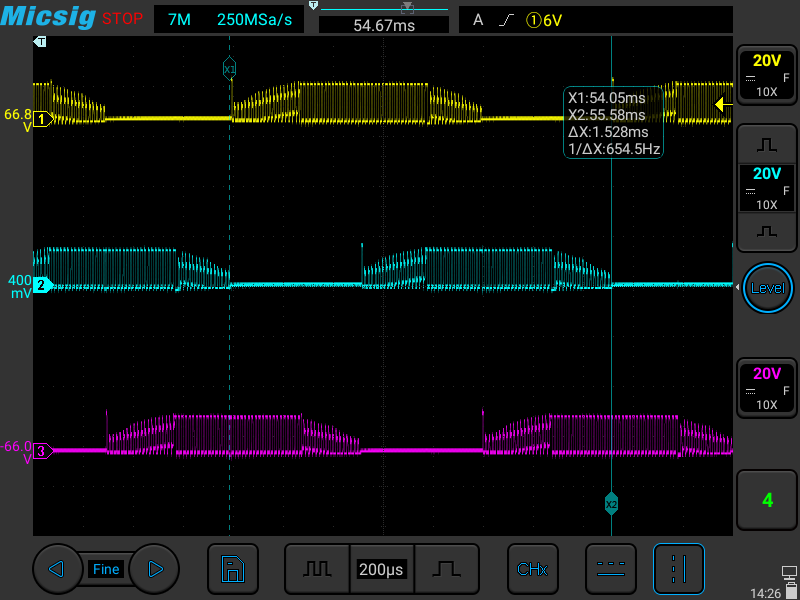 Micsig STOP 7M 250MSa/s T 54.67ms A ①6V
T
X1
20V
F
10X
X1:54.05ms
X2:55.58ms
ΔX:1.528ms
1/ΔX:654.5Hz
66.8
V
1
20V
F
10X
400
mV
2
Level
20V
F
10X
-66.0
V
3
X2
4
Fine 200μs CHx
14:26